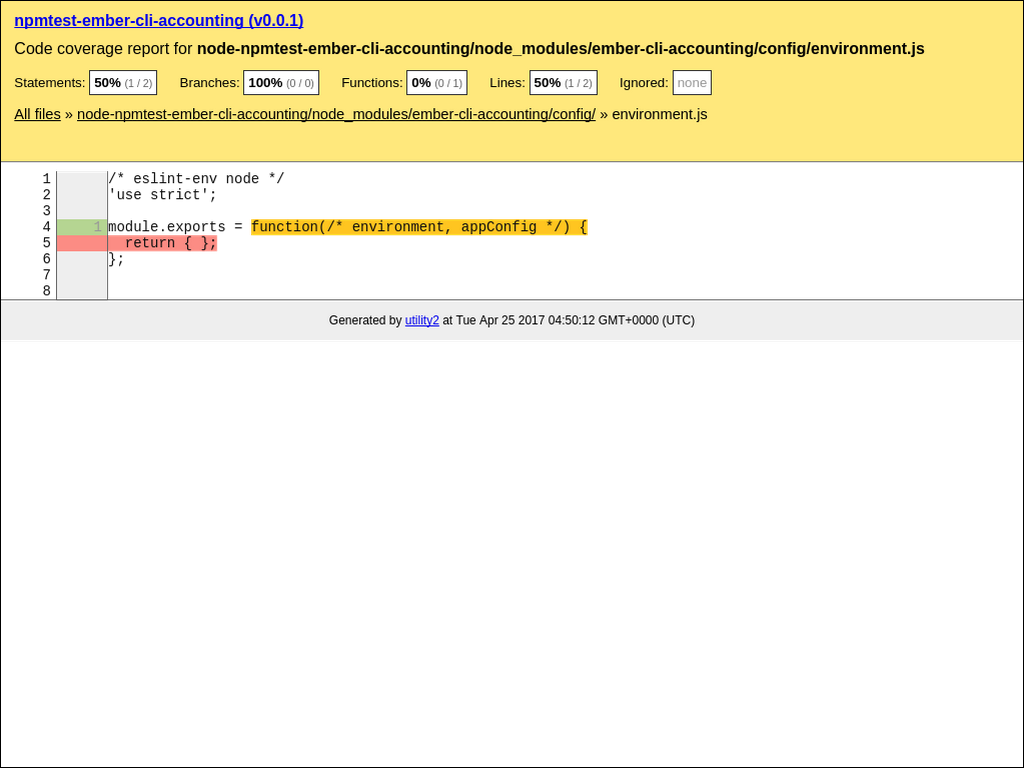 npmtest-ember-cli-accounting (v0.0.1)
Code coverage report for node-npmtest-ember-cli-accounting/node_modules/ember-cli-accounting/config/environment.js
Statements: 50% (1 / 2) Branches: 100% (0 / 0) Functions: 0% (0 / 1) Lines: 50% (1 / 2) Ignored: none
All files » node-npmtest-ember-cli-accounting/node_modules/ember-cli-accounting/config/ » environment.js
1 /* eslint-env node */
2 'use strict';
3
4 1 module.exports = function(/* environment, appConfig */) {
5   return { };
6 };
7
8
Generated by utility2 at Tue Apr 25 2017 04:50:12 GMT+0000 (UTC)